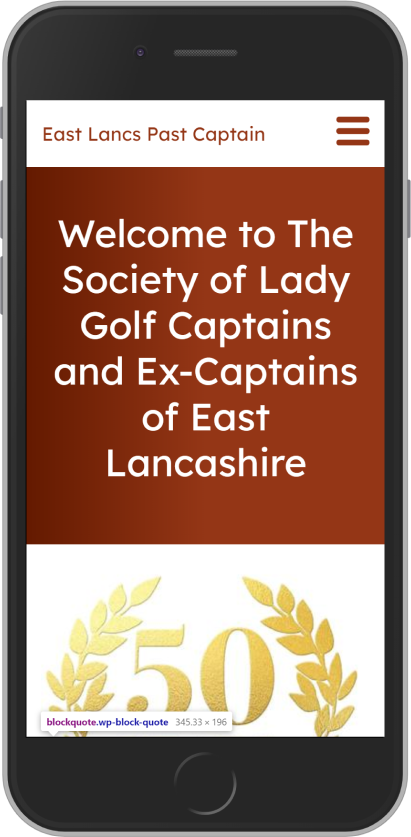 East Lancs Past Captain
Welcome to The
Society of Lady
Golf Captains
and Ex-Captains
of East
Lancashire
50
blockquote.wp-block-quote 345.33 × 196